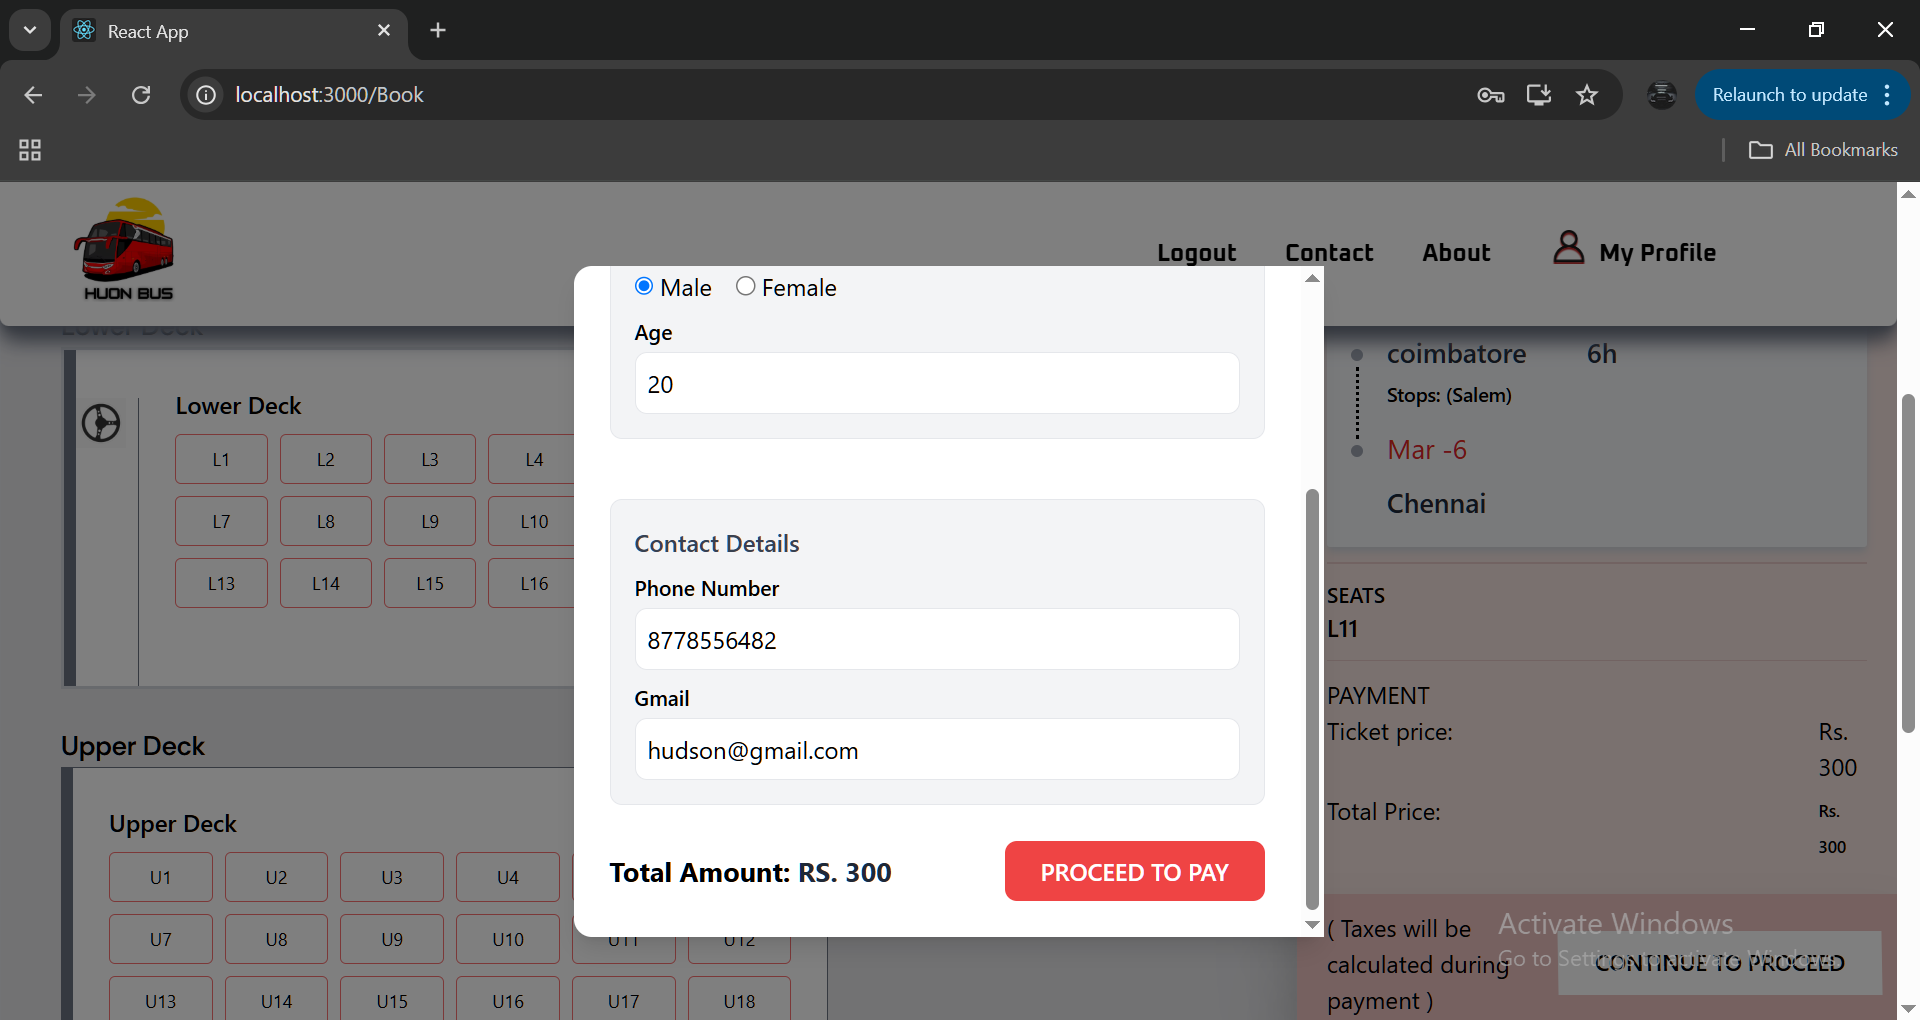 React App
localhost:3000/Book
Relaunch to update
All Bookmarks
HUON BUS
Logout
Contact
About
My Profile
Lower Deck
Lower Deck
L1 L2 L3 L4
L7 L8 L9 L10
L13 L14 L15 L16
Upper Deck
Upper Deck
U1 U2 U3 U4
U7 U8 U9 U10 U11 U12
U13 U14 U15 U16 U17 U18
Male Female
Age
20
Contact Details
Phone Number
8778556482
Gmail
hudson@gmail.com
Total Amount: RS. 300
PROCEED TO PAY
coimbatore 6h
Stops: (Salem)
Mar -6
Chennai
SEATS
L11
PAYMENT
Ticket price: Rs.
300
Total Price: Rs.
300
( Taxes will be
calculated during
payment )
CONTINUE TO PROCEED
Activate Windows
Go to Settings to activate Windows.